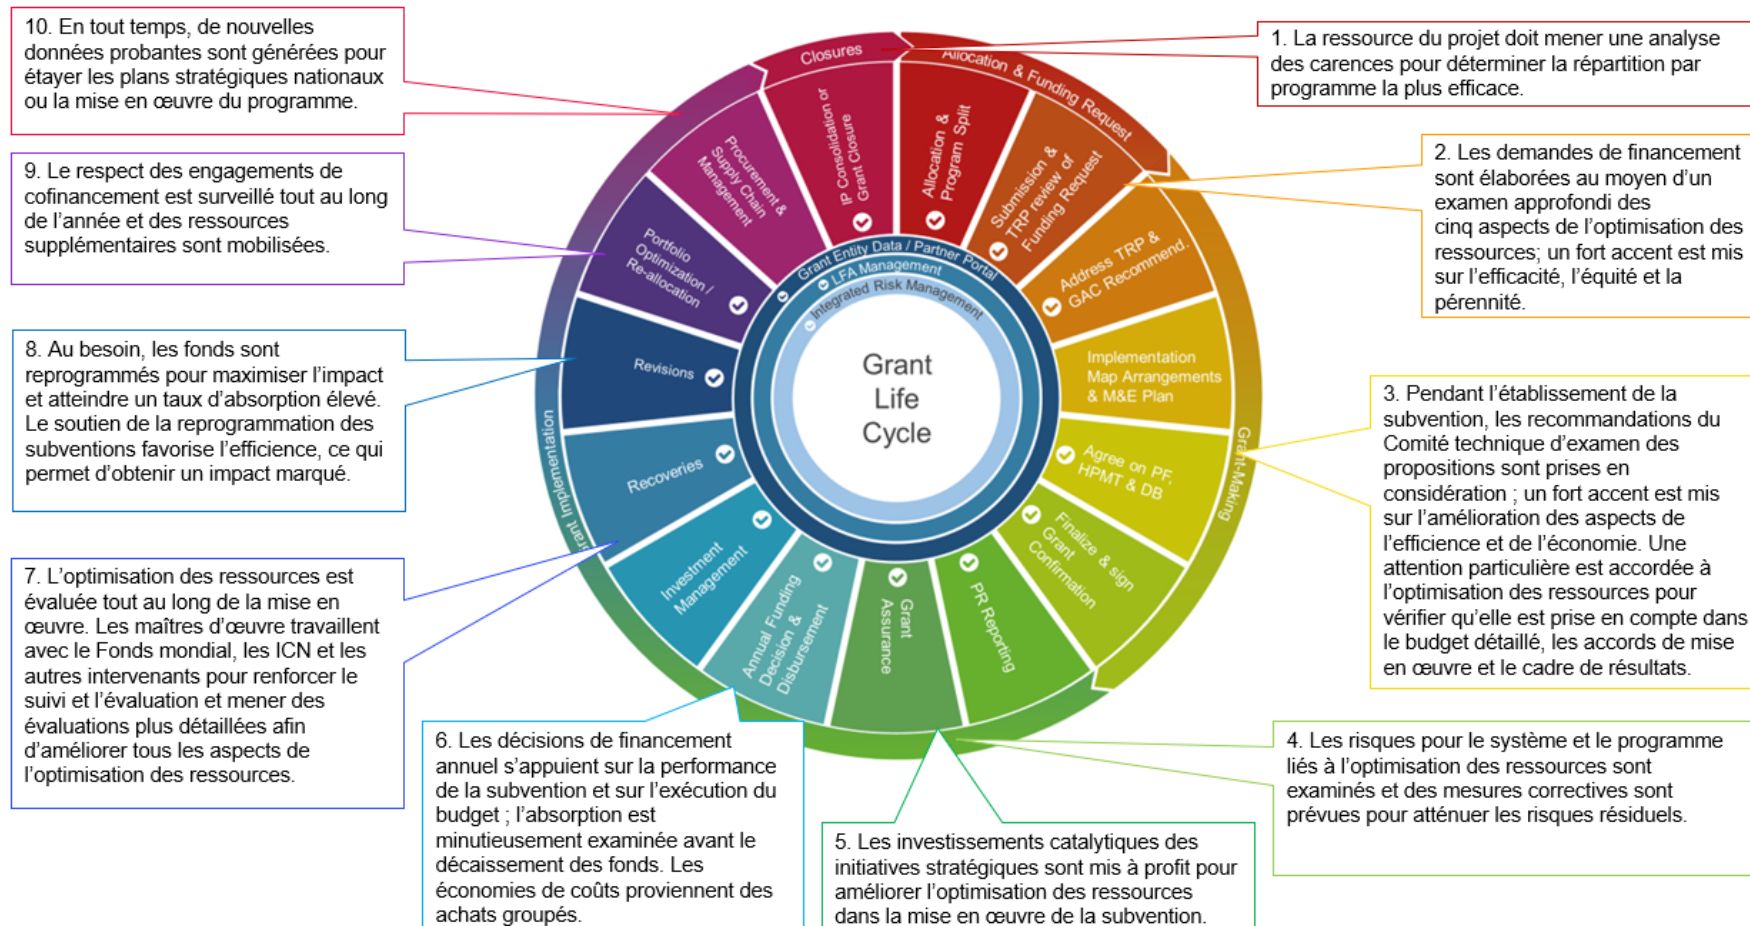 10. En tout temps, de nouvelles
données probantes sont générées pour
étayer les plans stratégiques nationaux
ou la mise en œuvre du programme.
9. Le respect des engagements de
cofinancement est surveillé tout au long
de l’année et des ressources
supplémentaires sont mobilisées.
8. Au besoin, les fonds sont
reprogrammés pour maximiser l’impact
et atteindre un taux d’absorption élevé.
Le soutien de la reprogrammation des
subventions favorise l’efficience, ce qui
permet d’obtenir un impact marqué.
7. L’optimisation des ressources est
évaluée tout au long de la mise en
œuvre. Les maîtres d’œuvre travaillent
avec le Fonds mondial, les ICN et les
autres intervenants pour renforcer le
suivi et l’évaluation et mener des
évaluations plus détaillées afin
d’améliorer tous les aspects de
l’optimisation des ressources.
6. Les décisions de financement
annuel s’appuient sur la performance
de la subvention et sur l’exécution du
budget ; l’absorption est
minutieusement examinée avant le
décaissement des fonds. Les
économies de coûts proviennent des
achats groupés.
5. Les investissements catalytiques des
initiatives stratégiques sont mis à profit pour
améliorer l’optimisation des ressources
dans la mise en œuvre de la subvention.
4. Les risques pour le système et le programme
liés à l’optimisation des ressources sont
examinés et des mesures correctives sont
prévues pour atténuer les risques résiduels.
3. Pendant l’établissement de la
subvention, les recommandations du
Comité technique d’examen des
propositions sont prises en
considération ; un fort accent est mis
sur l’amélioration des aspects de
l’efficience et de l’économie. Une
attention particulière est accordée à
l’optimisation des ressources pour
vérifier qu’elle est prise en compte dans
le budget détaillé, les accords de mise
en œuvre et le cadre de résultats.
2. Les demandes de financement
sont élaborées au moyen d’un
examen approfondi des
cinq aspects de l’optimisation des
ressources; un fort accent est mis
sur l’efficacité, l’équité et la
pérennité.
1. La ressource du projet doit mener une analyse
des carences pour déterminer la répartition par
programme la plus efficace.
Closures
Allocation & Funding Request
Grant-Making
Grant Implementation
Allocation &
Program Split
Submission &
TRP review of
Funding Request
Address TRP &
GAC Recommend.
Implementation
Map Arrangements
& M&E Plan
Agree on PF,
HPMT & DB
Finalize & sign
Grant
Confirmation
PR Reporting
Grant
Assurance
Annual Funding
Decision &
Disbursement
Investment
Management
Recoveries
Revisions
Portfolio
Optimization /
Re-allocation
Procurement &
Supply Chain
Management
IP Consolidation or
Grant Closure
Grant Entity Data / Partner Portal
LFA Management
Integrated Risk Management
Grant
Life
Cycle